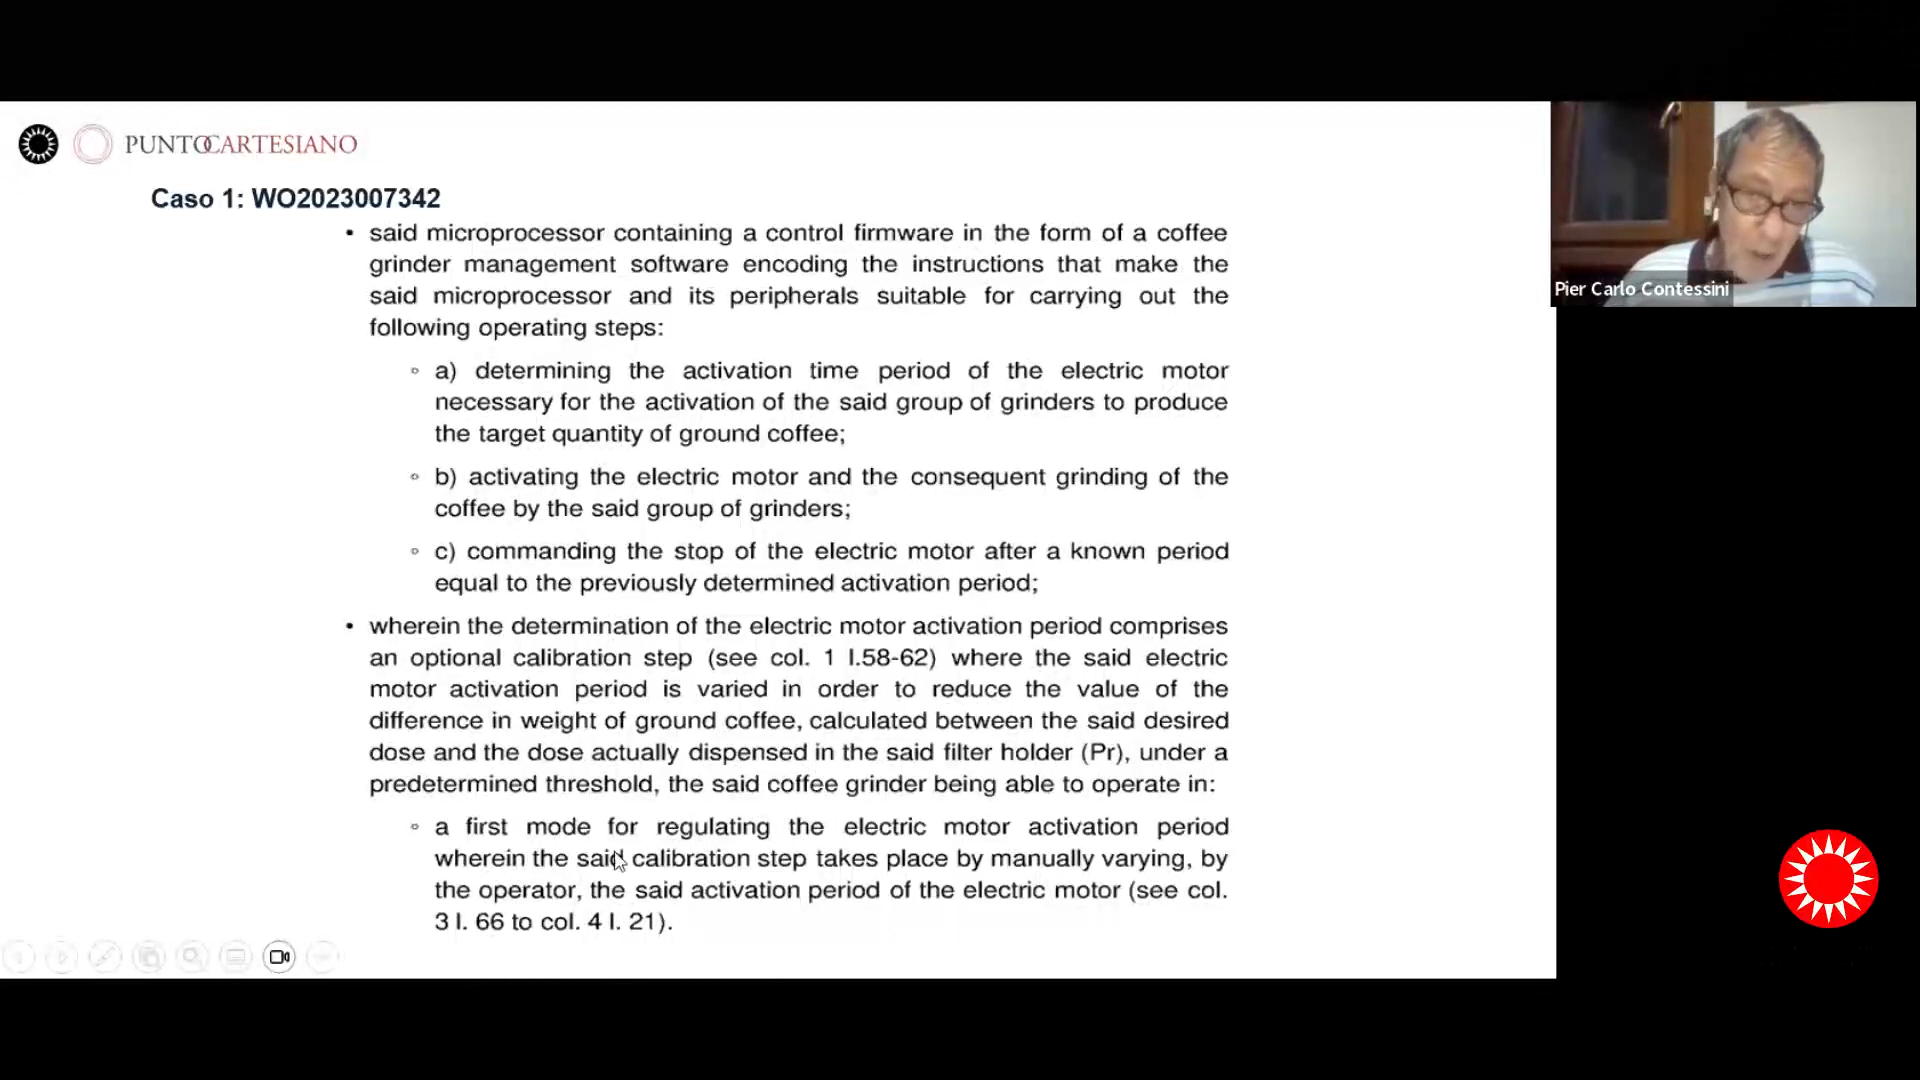 PUNTOCARTESIANO
Caso 1: WO2023007342
• said microprocessor containing a control firmware in the form of a coffee
grinder management software encoding the instructions that make the
said microprocessor and its peripherals suitable for carrying out the
following operating steps:
◦ a) determining the activation time period of the electric motor
necessary for the activation of the said group of grinders to produce
the target quantity of ground coffee;
◦ b) activating the electric motor and the consequent grinding of the
coffee by the said group of grinders;
◦ c) commanding the stop of the electric motor after a known period
equal to the previously determined activation period;
• wherein the determination of the electric motor activation period comprises
an optional calibration step (see col. 1 l.58-62) where the said electric
motor activation period is varied in order to reduce the value of the
difference in weight of ground coffee, calculated between the said desired
dose and the dose actually dispensed in the said filter holder (Pr), under a
predetermined threshold, the said coffee grinder being able to operate in:
◦ a first mode for regulating the electric motor activation period
wherein the said calibration step takes place by manually varying, by
the operator, the said activation period of the electric motor (see col.
3 l. 66 to col. 4 l. 21).
Pier Carlo Contessini